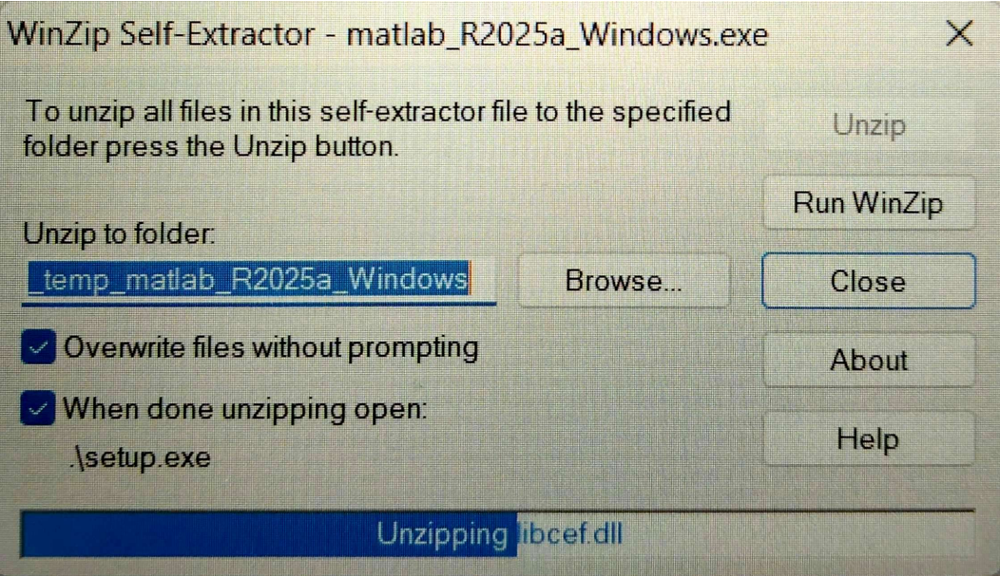 WinZip Self-Extractor - matlab_R2025a_Windows.exe
To unzip all files in this self-extractor file to the specified
folder press the Unzip button.
Unzip
Run WinZip
Unzip to folder:
_temp_matlab_R2025a_Windows
Browse...
Close
Overwrite files without prompting
About
When done unzipping open:
.\setup.exe
Help
Unzipping libcef.dll